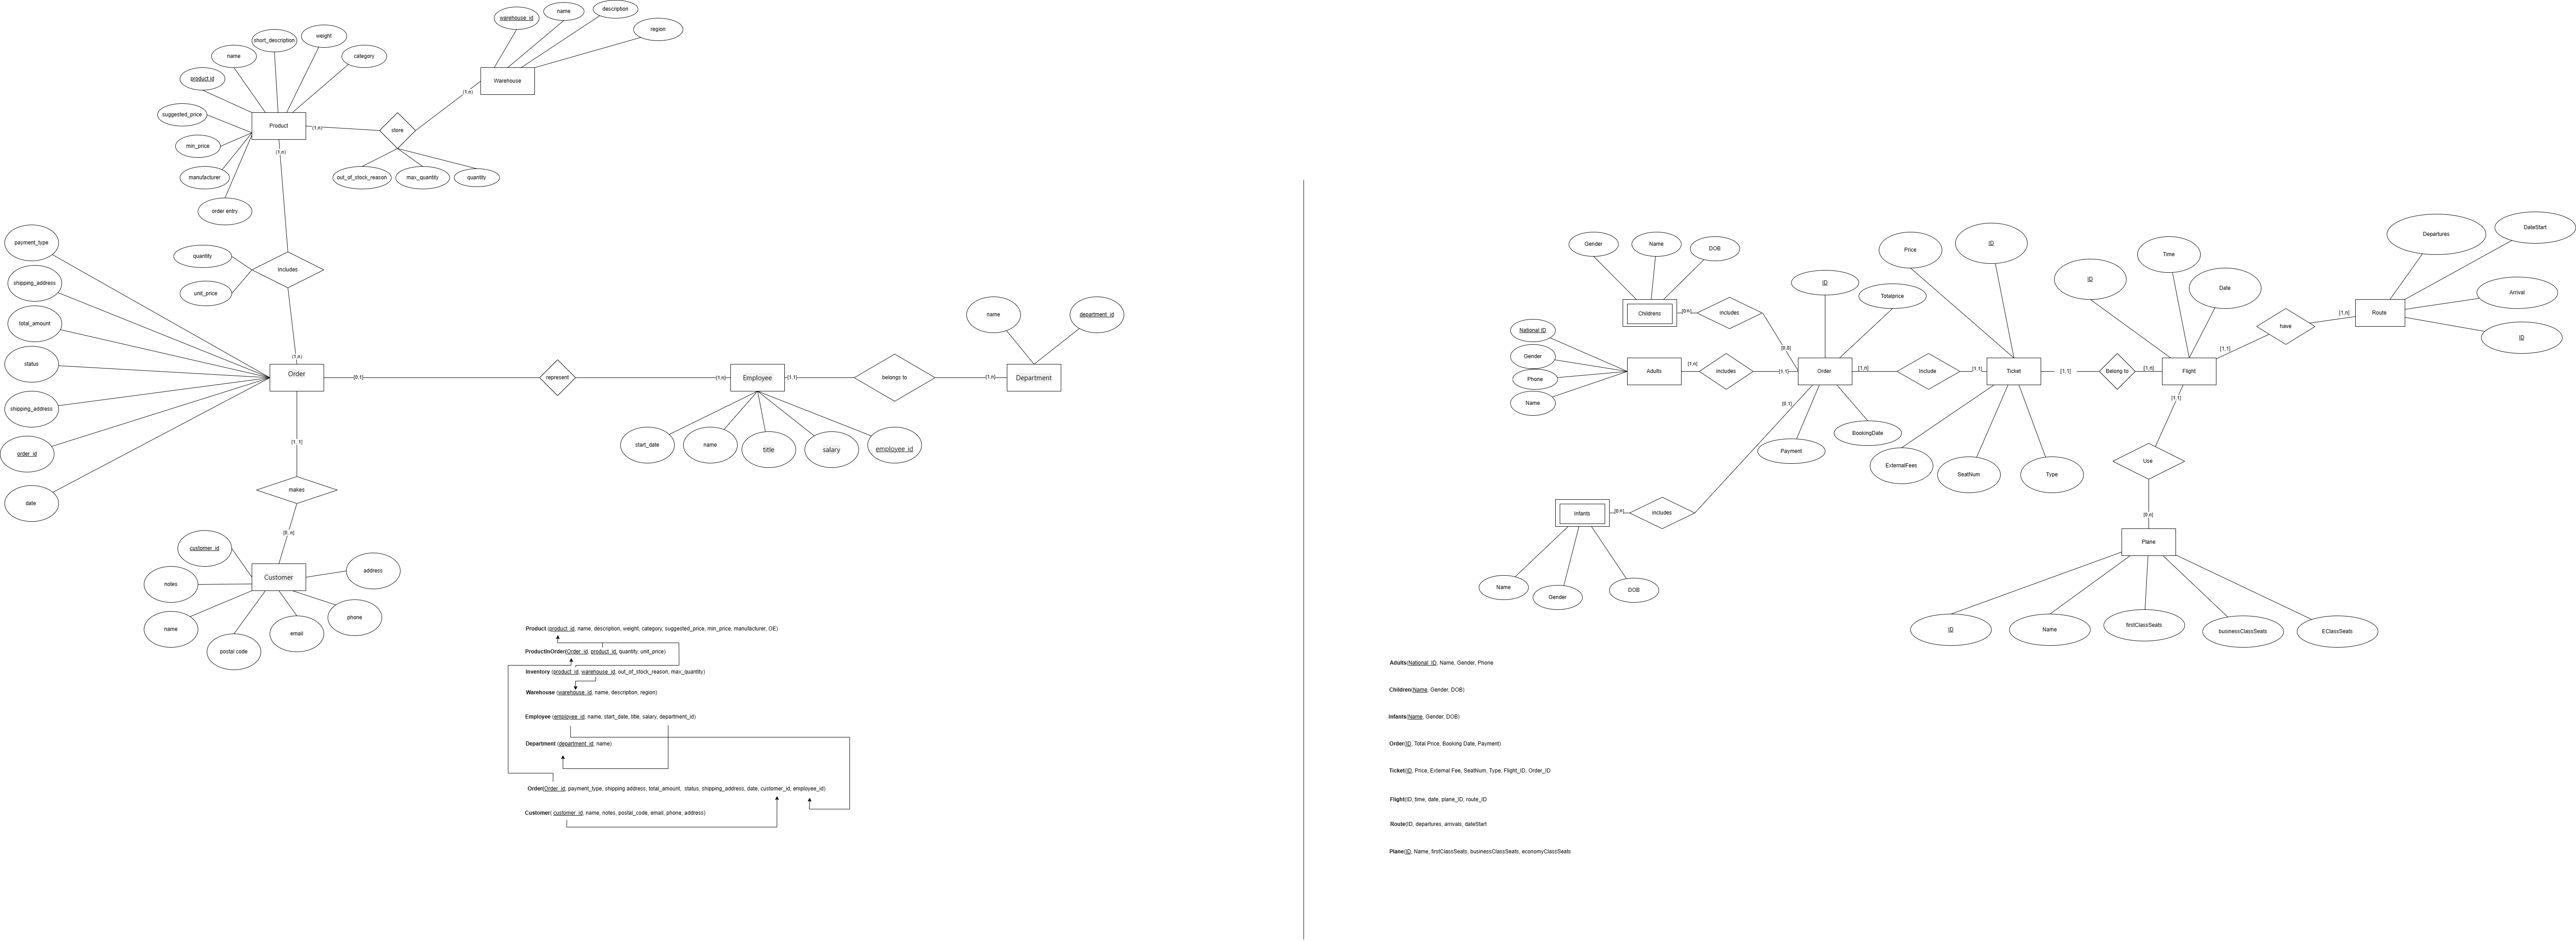 warehouse_id
name
description
region
Warehouse
(1,n)
short_description
weight
name
category
product id
suggested_price
Product
(1,n)
store
min_price
manufacturer
order entry
(1,n)
out_of_stock_reason
max_quantity
quantity
quantity
includes
unit_price
(1,n)
payment_type
shipping_address
total_amount
status
shipping_address
order_id
date
Order
[0,1]
represent
(1,n)
Employee
[1,1]
belongs to
[1,n]
Department
name
department_id
start_date
name
title
salary
employee_id
[1, 1]
makes
[0, n]
customer_id
notes
name
postal code
email
phone
address
Customer
Product (product_id, name, description, weight, category, suggested_price, min_price, manufacturer, OE)
ProductInOrder(Order_id, product_id, quantity, unit_price)
Inventory (product_id, warehouse_id, out_of_stock_reason, max_quantity)
Warehouse (warehouse_id, name, description, region)
Employee (employee_id, name, start_date, title, salary, department_id)
Department (department_id, name)
Order(Order_id, payment_type, shipping address, total_amount, status, shipping_address, date, customer_id, employee_id)
Customer( customer_id, name, notes, postal_code, email, phone, address)
Gender
Name
DOB
Childrens
[0,n]
includes
[0,8]
National ID
Gender
Phone
Name
Adults
[1,n]
includes
[1,1]
ID
Totalprice
Order
[0,1]
Payment
BookingDate
[1,n]
Include
[1,1]
Price
ID
Ticket
ExternalFees
SeatNum
Type
[1,1]
Belong to
[1,n]
ID
Time
Date
Flight
[1,1]
have
[1,n]
Departures
DateStart
Arrival
ID
Route
[1,1]
Use
[0,n]
Plane
ID
Name
firstClassSeats
businessClassSeats
EClassSeats
Infants
[0,n]
includes
Name
Gender
DOB
Adults(National_ID, Name, Gender, Phone
Children(Name, Gender, DOB)
Infants(Name, Gender, DOB)
Order(ID, Total Price, Booking Date, Payment)
Ticket(ID, Price, External Fee, SeatNum, Type, Flight_ID, Order_ID
Flight(ID, time, date, plane_ID, route_ID
Route(ID, departures, arrivals, dateStart
Plane(ID, Name, firstClassSeats, businessClassSeats, economyClassSeats